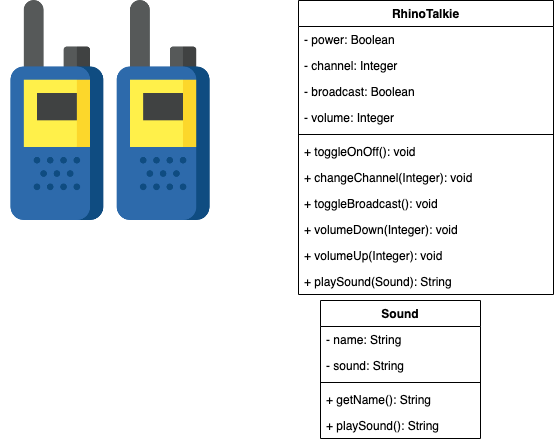 RhinoTalkie
- power: Boolean
- channel: Integer
- broadcast: Boolean
- volume: Integer
+ toggleOnOff(): void
+ changeChannel(Integer): void
+ toggleBroadcast(): void
+ volumeDown(Integer): void
+ volumeUp(Integer): void
+ playSound(Sound): String
Sound
- name: String
- sound: String
+ getName(): String
+ playSound(): String